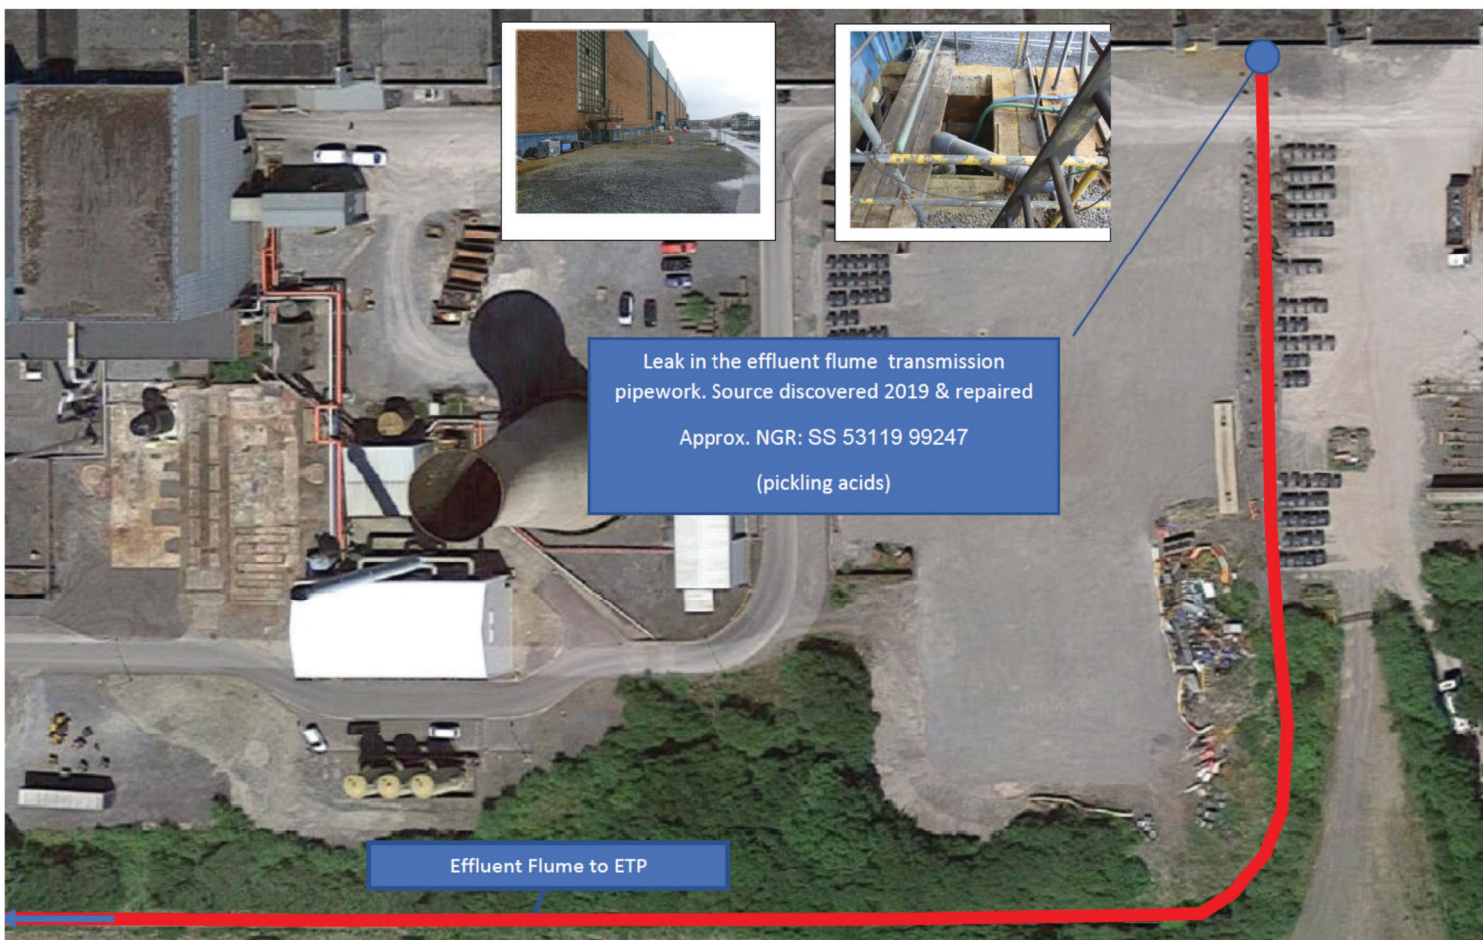 Leak in the effluent flume transmission
pipework. Source discovered 2019 & repaired
Approx. NGR: SS 53119 99247
(pickling acids)
Effluent Flume to ETP